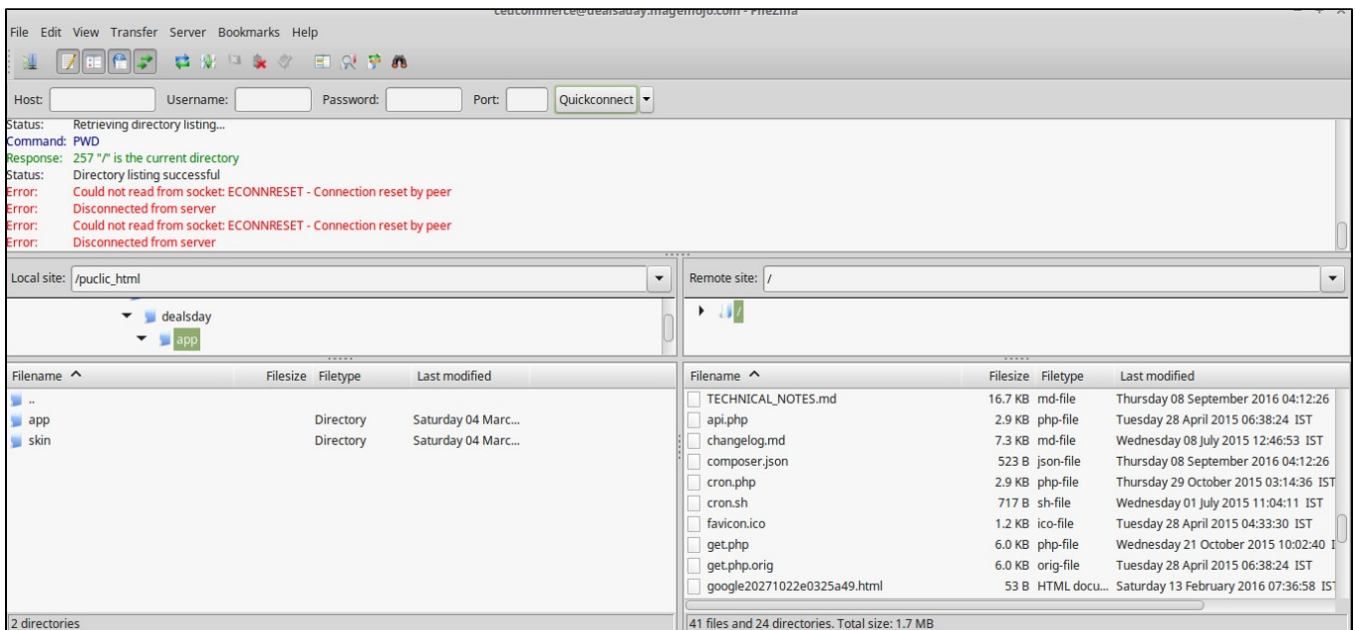 cedcommerce@dealsaday.magemojo.com - FileZilla
File Edit View Transfer Server Bookmarks Help
Host: Username: Password: Port: Quickconnect
Status: Retrieving directory listing...
Command: PWD
Response: 257 "/" is the current directory
Status: Directory listing successful
Error: Could not read from socket: ECONNRESET - Connection reset by peer
Error: Disconnected from server
Error: Could not read from socket: ECONNRESET - Connection reset by peer
Error: Disconnected from server
Local site: /puclic_html
dealsday
app
Filename Filesize Filetype Last modified
..
app Directory Saturday 04 Marc...
skin Directory Saturday 04 Marc...
2 directories
Remote site: /
/
Filename Filesize Filetype Last modified
TECHNICAL_NOTES.md 16.7 KB md-file Thursday 08 September 2016 04:12:26
api.php 2.9 KB php-file Tuesday 28 April 2015 06:38:24 IST
changelog.md 7.3 KB md-file Wednesday 08 July 2015 12:46:53 IST
composer.json 523 B json-file Thursday 08 September 2016 04:12:26
cron.php 2.9 KB php-file Thursday 29 October 2015 03:14:36 IST
cron.sh 717 B sh-file Wednesday 01 July 2015 11:04:11 IST
favicon.ico 1.2 KB ico-file Tuesday 28 April 2015 04:33:30 IST
get.php 6.0 KB php-file Wednesday 21 October 2015 10:02:40 I
get.php.orig 6.0 KB orig-file Tuesday 28 April 2015 06:38:24 IST
google20271022e0325a49.html 53 B HTML docu... Saturday 13 February 2016 07:36:58 IST
41 files and 24 directories. Total size: 1.7 MB